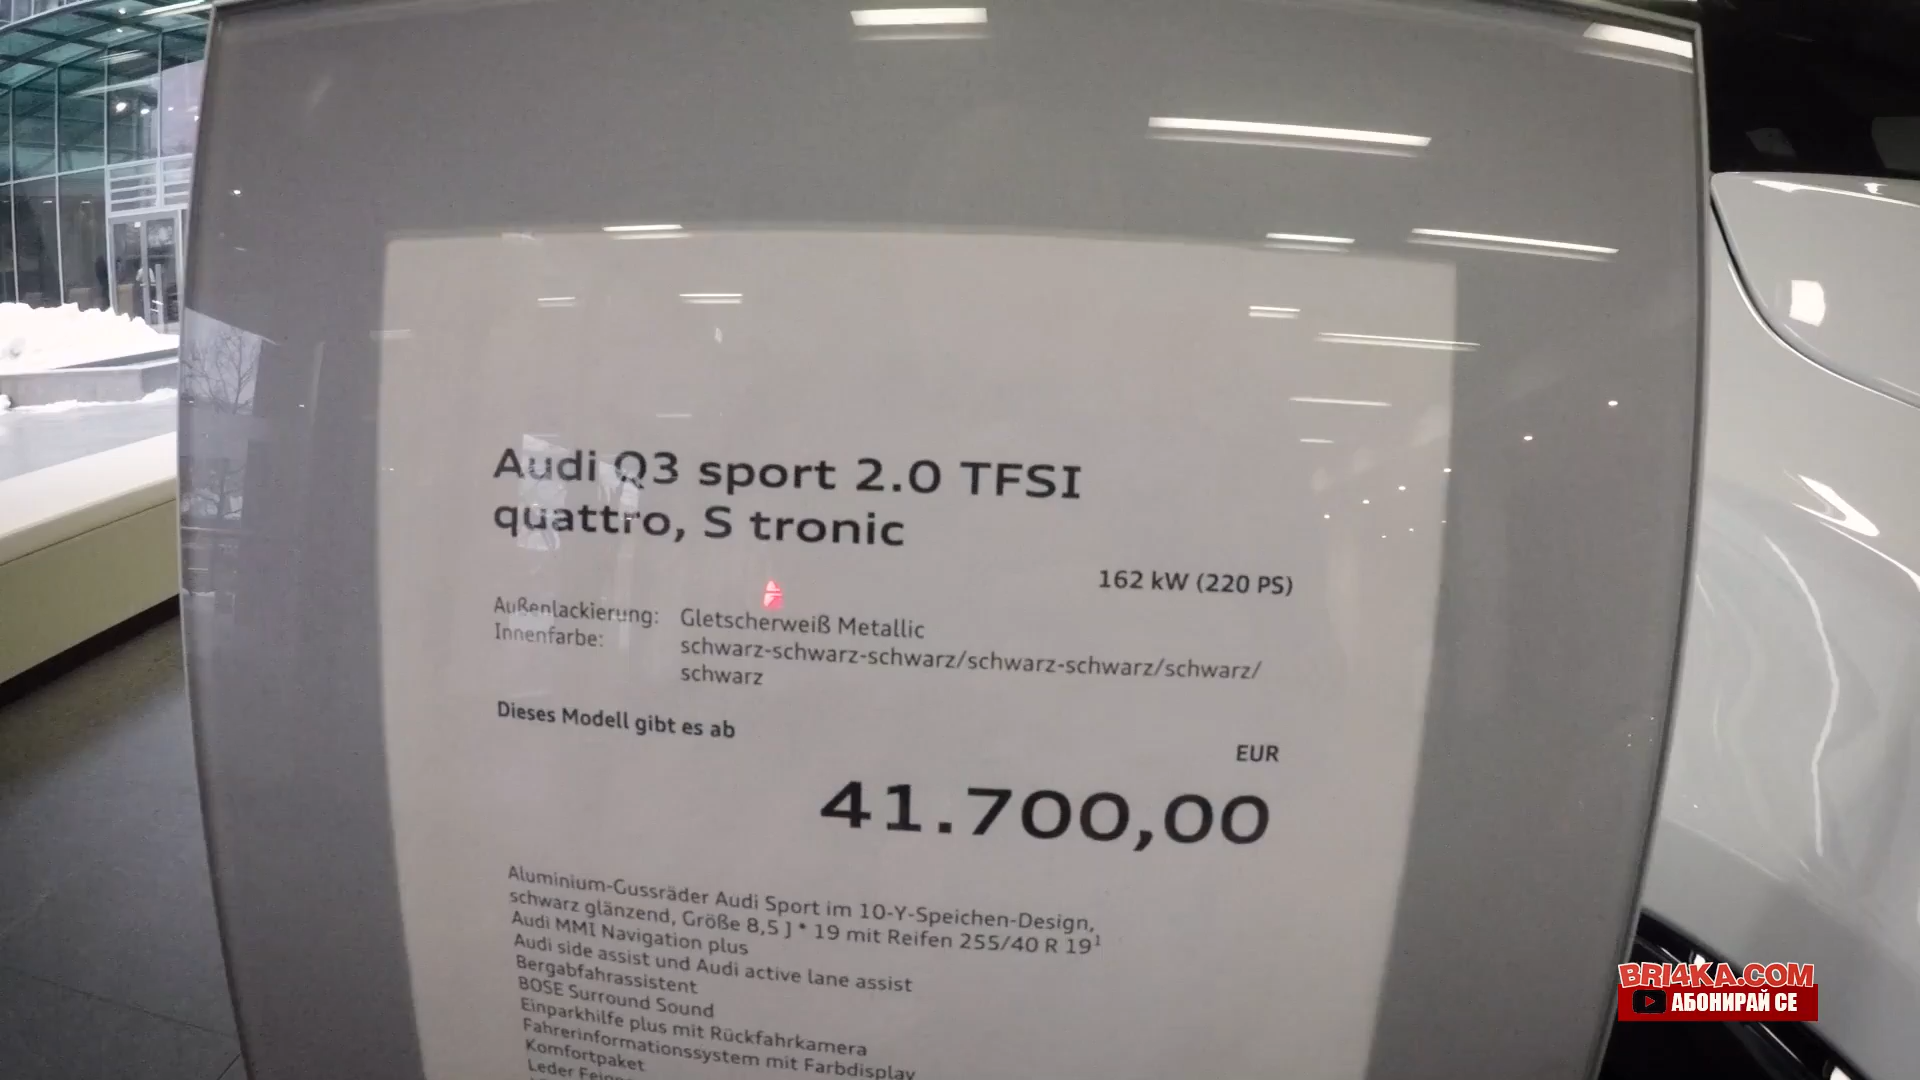 Audi Q3 sport 2.0 TFSI
quattro, S tronic
162 kW (220 PS)
Außenlackierung: Gletscherweiß Metallic
Innenfarbe: schwarz-schwarz-schwarz/schwarz-schwarz/schwarz/
schwarz
Dieses Modell gibt es ab
EUR
41.700,00
Aluminium-Gussräder Audi Sport im 10-Y-Speichen-Design,
schwarz glänzend, Größe 8,5 J * 19 mit Reifen 255/40 R 19¹
Audi MMI Navigation plus
Audi side assist und Audi active lane assist
Bergabfahrassistent
BOSE Surround Sound
Einparkhilfe plus mit Rückfahrkamera
Fahrerinformationssystem mit Farbdisplay
Komfortpaket
Leder
BRI4KA.COM
АБОНИРАЙ СЕ